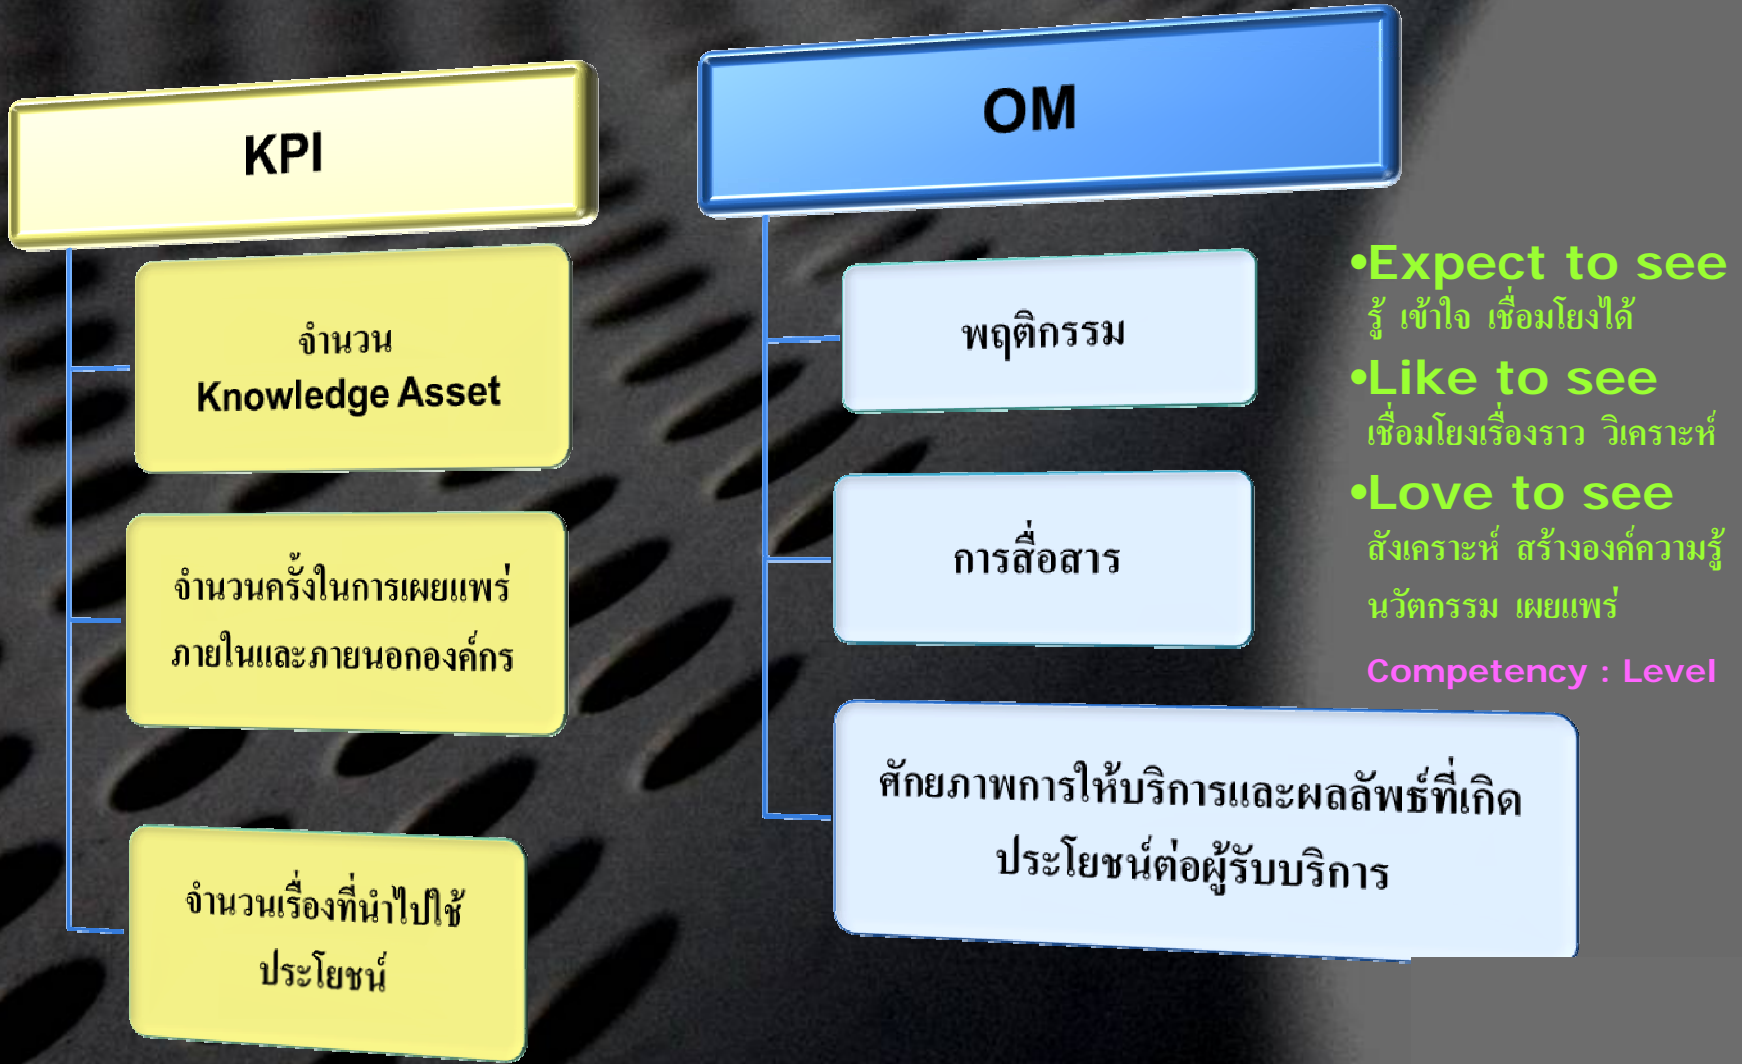 KPI
จำนวน
Knowledge Asset
จำนวนครั้งในการเผยแพร่
ภายในและภายนอกองค์กร
จำนวนเรื่องที่นำไปใช้
ประโยชน์
OM
พฤติกรรม
การสื่อสาร
ศักยภาพการให้บริการและผลลัพธ์ที่เกิด
ประโยชน์ต่อผู้รับบริการ
•Expect to see
รู้ เข้าใจ เชื่อมโยงได้
•Like to see
เชื่อมโยงเรื่องราว วิเคราะห์
•Love to see
สังเคราะห์ สร้างองค์ความรู้
นวัตกรรม เผยแพร่
Competency : Level